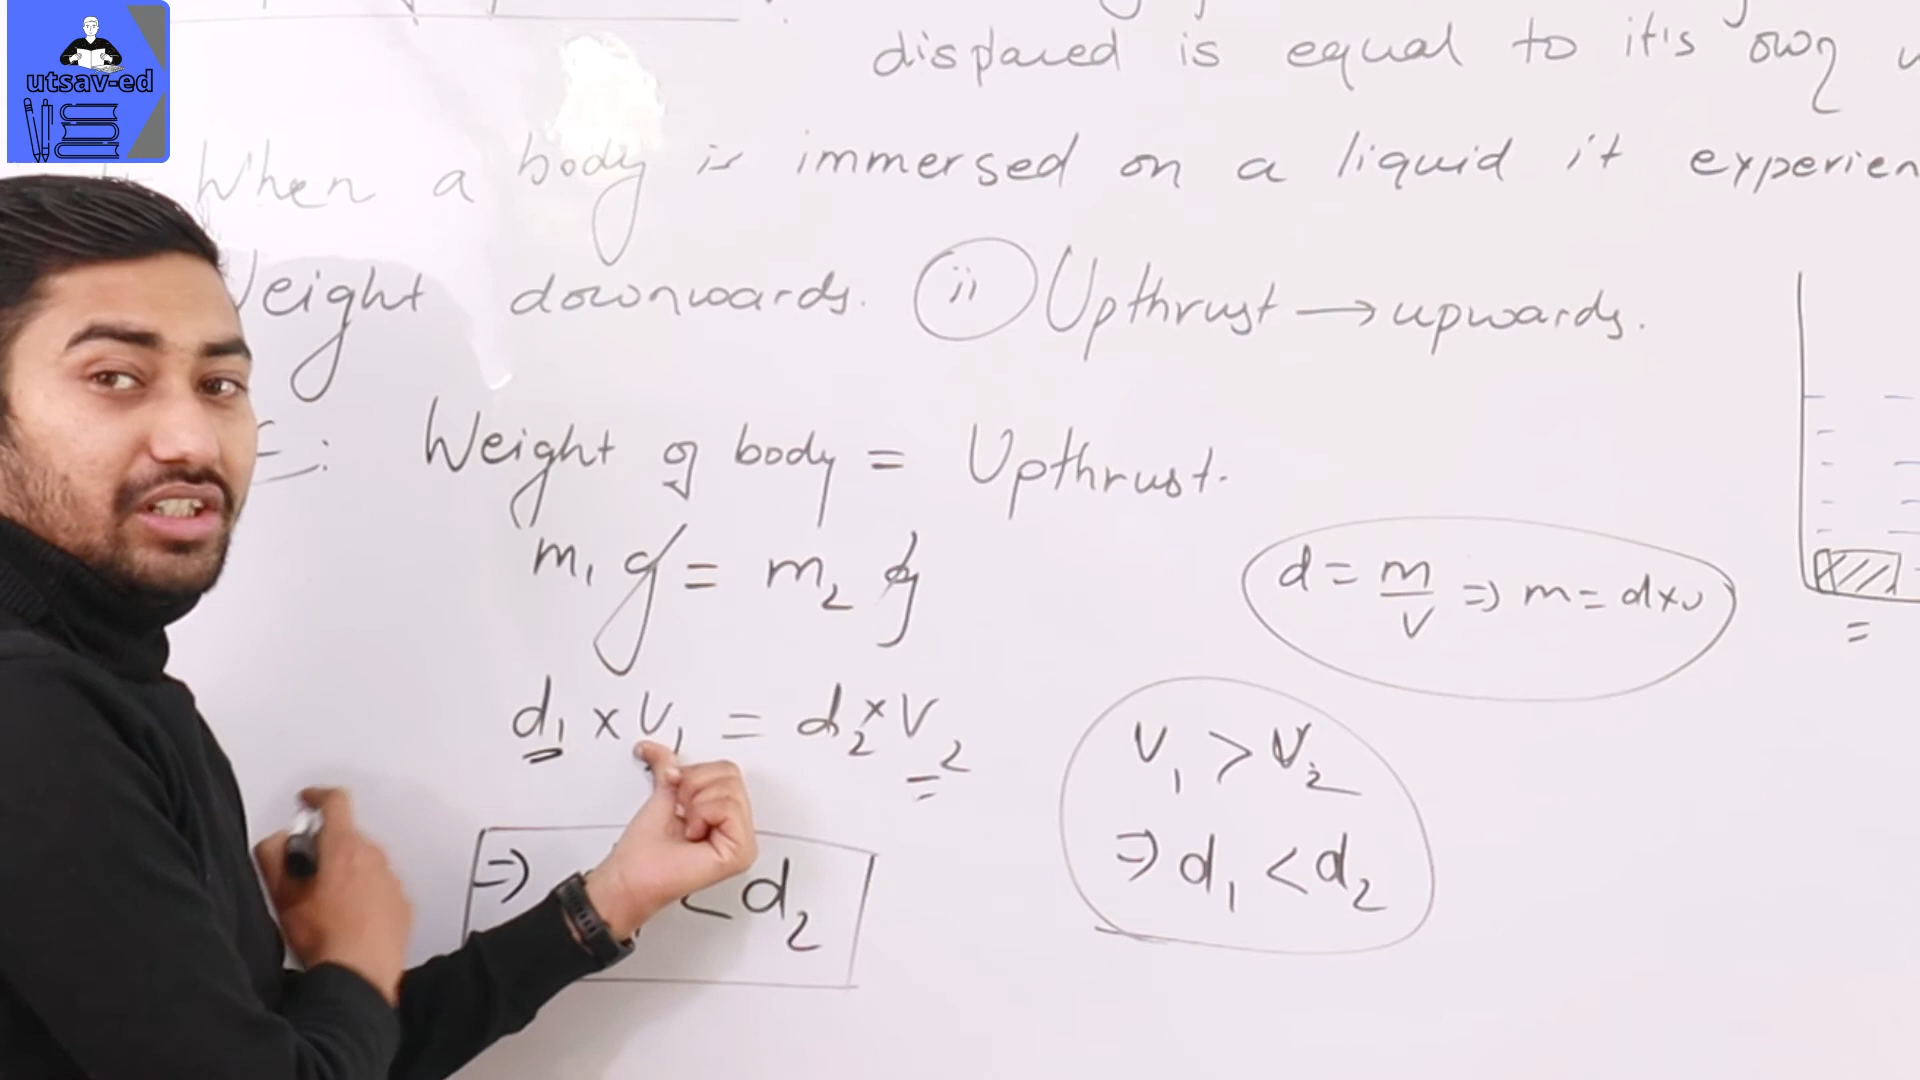 utsav-ed
displaced is equal to it's own
When a body is immersed on a liquid it experien
Weight downwards. ii Upthrust → upwards.
Weight of body = Upthrust.
m₁ g = m₂ g
d = m/v ⇒ m = d×v
d₁ × v₁ = d₂ × v₂
v₁ > v₂
⇒ < d₂
⇒ d₁ < d₂
=